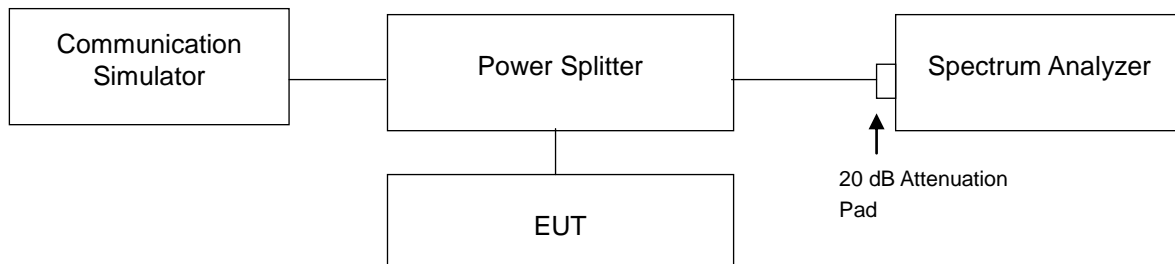 Communication
Simulator
Power Splitter
Spectrum Analyzer
20 dB Attenuation
Pad
EUT